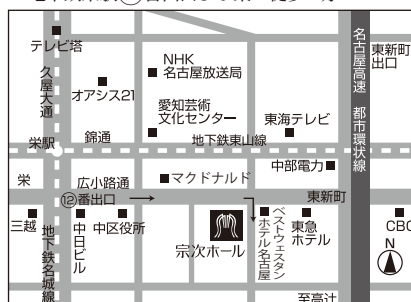 テレビ塔
久屋大通
NHK
名古屋放送局
オアシス21
愛知芸術
文化センター
東海テレビ
名古屋高速 都市環状線
東新町
出口
栄駅
錦通
地下鉄東山線
中部電力
栄
広小路通
マクドナルド
東新町
⑫番出口
三越
地下鉄名城線
中日ビル
中区役所
宗次ホール
ベストウェスタン
ホテル名古屋
東急
ホテル
CBC
N
至高辻